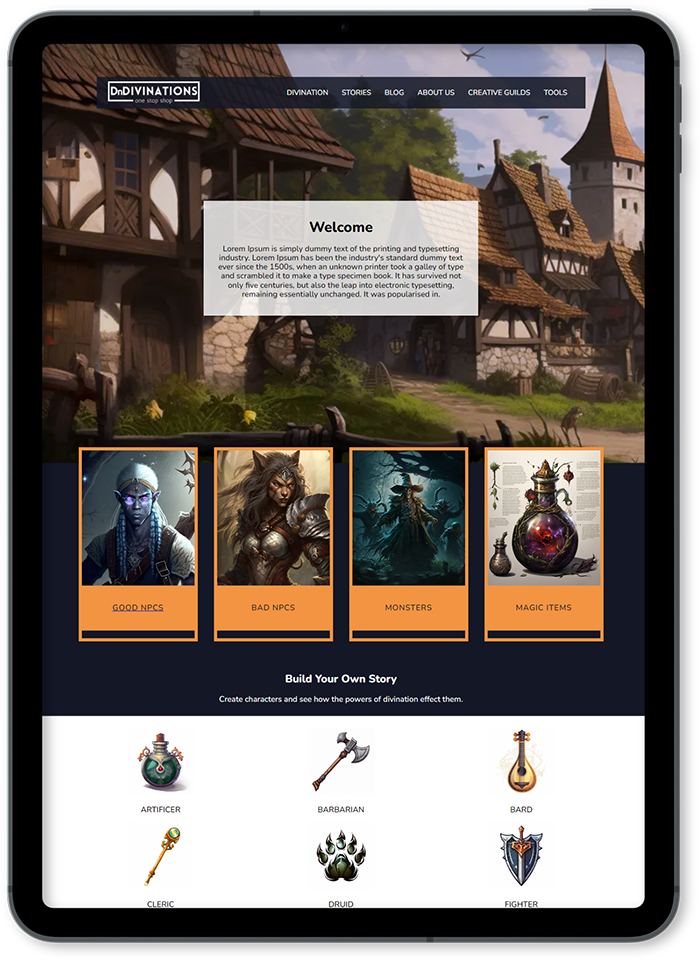 DnDIVINATIONS
one stop shop
DIVINATION STORIES BLOG ABOUT US CREATIVE GUILDS TOOLS
Welcome
Lorem Ipsum is simply dummy text of the printing and typesetting
industry. Lorem Ipsum has been the industry's standard dummy text
ever since the 1500s, when an unknown printer took a galley of type
and scrambled it to make a type specimen book. It has survived not
only five centuries, but also the leap into electronic typesetting,
remaining essentially unchanged. It was popularised in.
GOOD NPCS BAD NPCS MONSTERS MAGIC ITEMS
Build Your Own Story
Create characters and see how the powers of divination effect them.
ARTIFICER BARBARIAN BARD
CLERIC DRUID FIGHTER